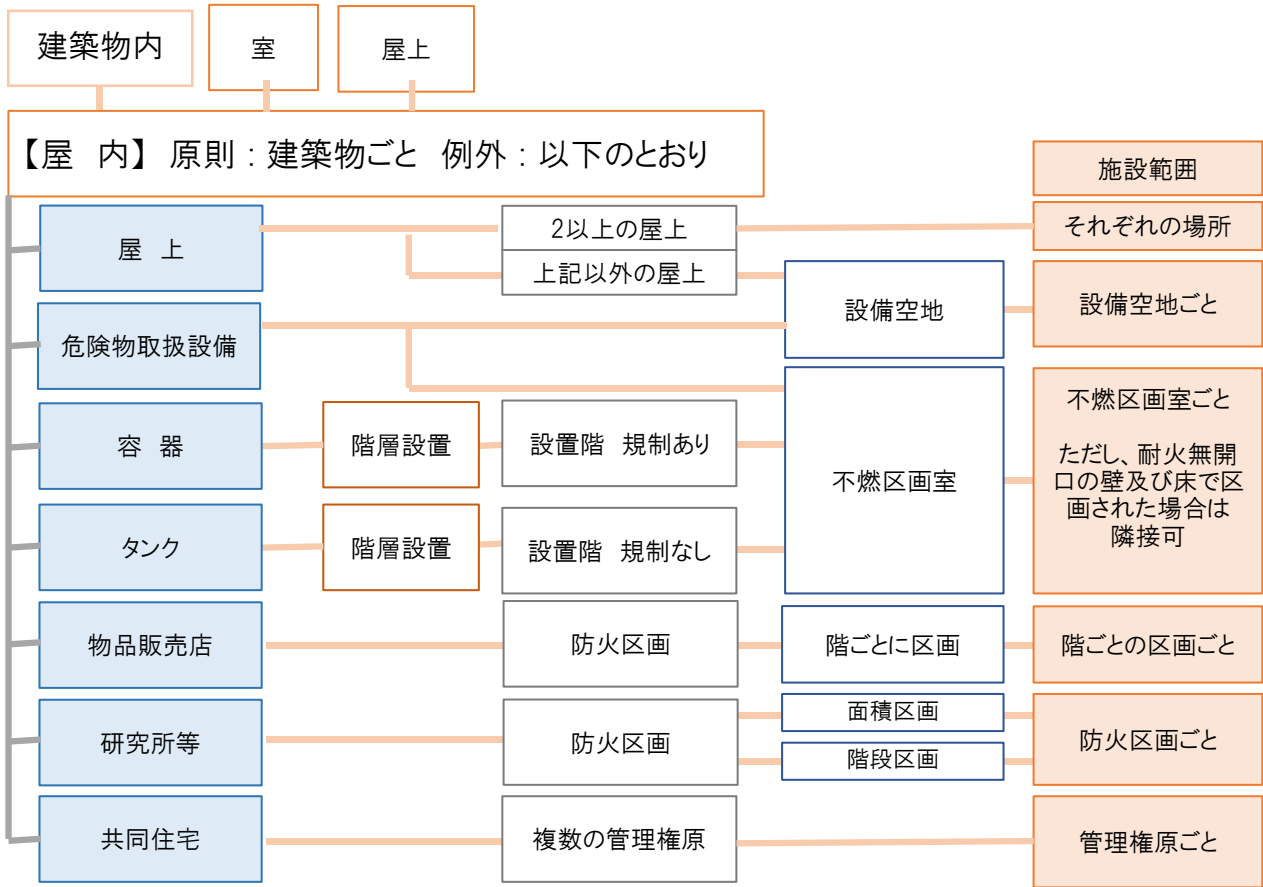 建築物内
室
屋上
【屋 内】 原則：建築物ごと 例外：以下のとおり
施設範囲
屋 上
2以上の屋上
それぞれの場所
上記以外の屋上
設備空地
設備空地ごと
危険物取扱設備
容 器
階層設置
設置階 規制あり
不燃区画室
不燃区画室ごと
ただし、耐火無開
口の壁及び床で区
画された場合は
隣接可
タンク
階層設置
設置階 規制なし
物品販売店
防火区画
階ごとに区画
階ごとの区画ごと
研究所等
防火区画
面積区画
階段区画
防火区画ごと
共同住宅
複数の管理権原
管理権原ごと